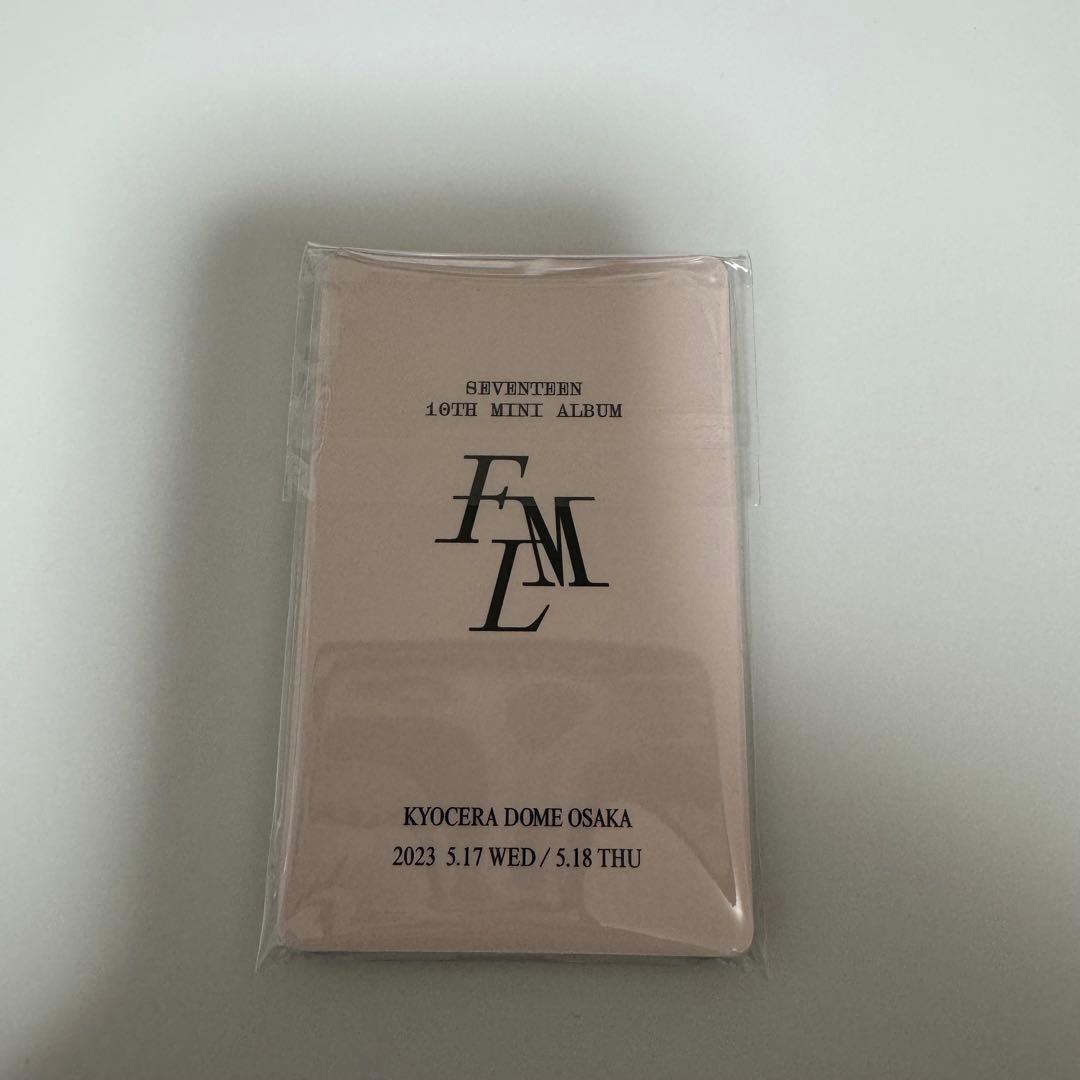 SEVENTEEN
10TH MINI ALBUM
FML
KYOCERA DOME OSAKA
2023 5.17 WED / 5.18 THU